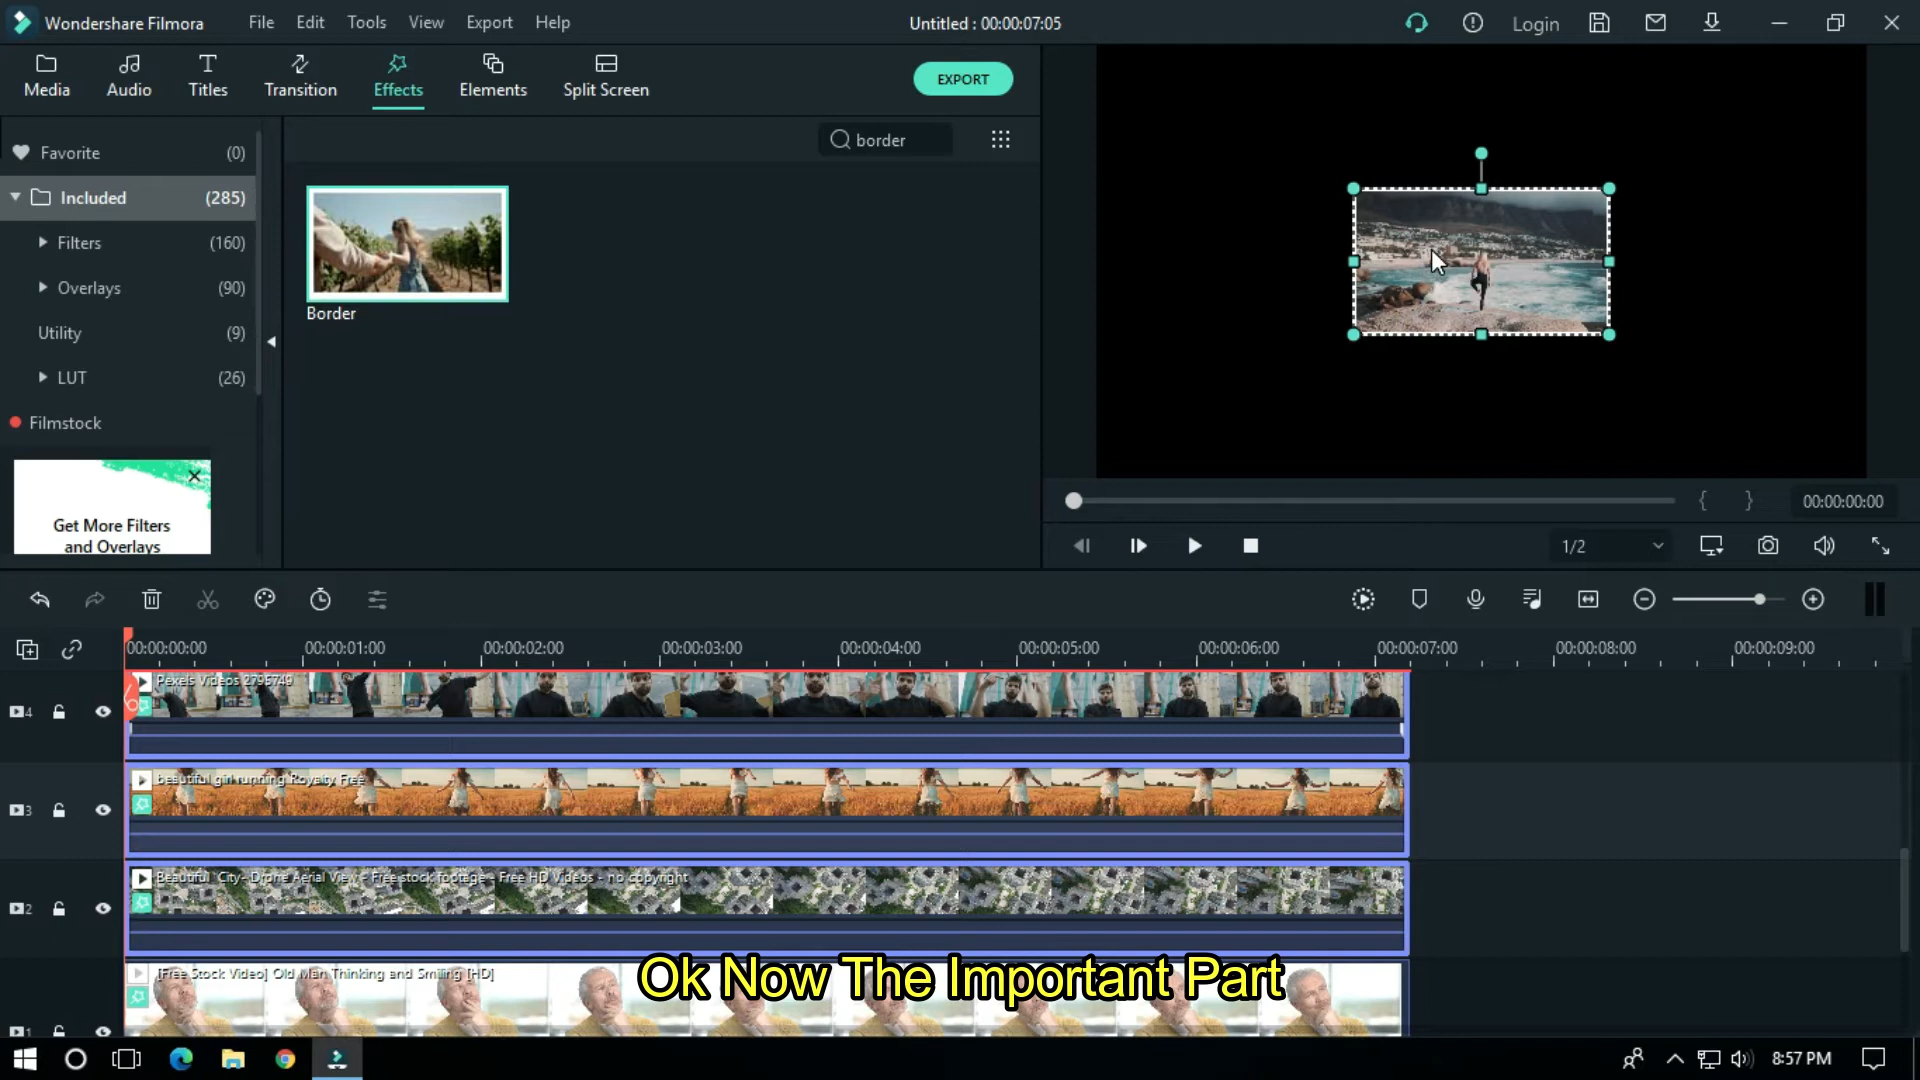 Wondershare Filmora File Edit Tools View Export Help Untitled : 00:00:07:05 Login
Media Audio Titles Transition Effects Elements Split Screen EXPORT
border
Favorite (0)
Included (285)
Filters (160)
Overlays (90)
Utility (9)
LUT (26)
Filmstock
Get More Filters
and Overlays
Border
{ } 00:00:00:00
1/2
00:00:00:00 00:00:01:00 00:00:02:00 00:00:03:00 00:00:04:00 00:00:05:00 00:00:06:00 00:00:07:00 00:00:08:00 00:00:09:00
Pexels Videos 2795749
4
beautiful girl running Royalty Free
3
Beautiful City- Drone Aerial View - Free stock footege - Free HD Videos - no copyright
2
[Free Stock Video] Old Man Thinking and Smiling [HD]
1
Ok Now The Important Part
8:57 PM